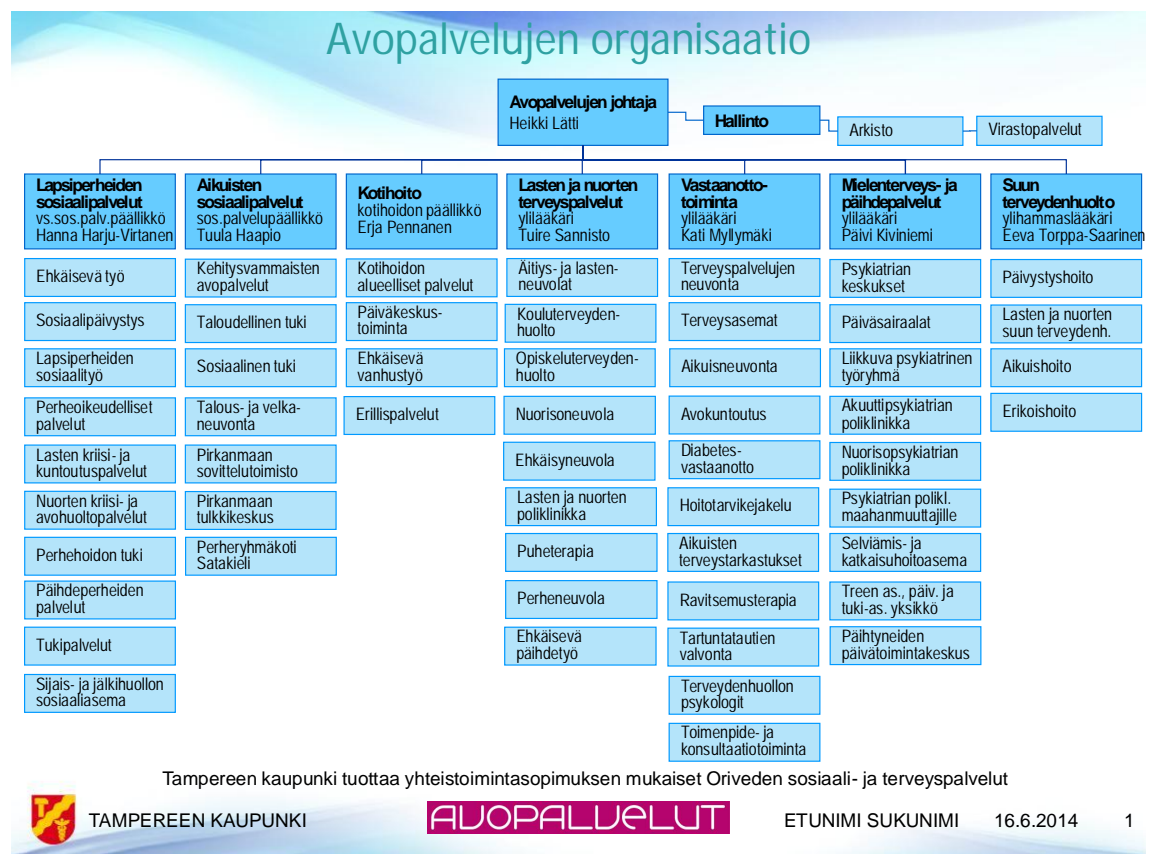 Avopalvelujen organisaatio
Avopalvelujen johtaja
Heikki Lätti
Hallinto
Arkisto
Virastopalvelut
Lapsiperheiden
sosiaalipalvelut
vs.sos.palv.päällikkö
Hanna Harju-Virtanen
Ehkäisevä työ
Sosiaalipäivystys
Lapsiperheiden
sosiaalityö
Perheoikeudelliset
palvelut
Lasten kriisi- ja
kuntoutuspalvelut
Nuorten kriisi- ja
avohuoltopalvelut
Perhehoidon tuki
Päihdeperheiden
palvelut
Tukipalvelut
Sijais- ja jälkihuollon
sosiaaliasema
Aikuisten
sosiaalipalvelut
sos.palvelupäällikkö
Tuula Haapio
Kehitysvammaisten
avopalvelut
Taloudellinen tuki
Sosiaalinen tuki
Talous- ja velka-
neuvonta
Pirkanmaan
sovittelutoimisto
Pirkanmaan
tulkkikeskus
Perheryhmäkoti
Satakieli
Kotihoito
kotihoidon päällikkö
Erja Pennanen
Kotihoidon
alueelliset palvelut
Päiväkeskus-
toiminta
Ehkäisevä
vanhustyö
Erillispalvelut
Lasten ja nuorten
terveyspalvelut
ylilääkäri
Tuire Sannisto
Äitiys- ja lasten-
neuvolat
Kouluterveyden-
huolto
Opiskeluterveyden-
huolto
Nuorisoneuvola
Ehkäisyneuvola
Lasten ja nuorten
poliklinikka
Puheterapia
Perheneuvola
Ehkäisevä
päihdetyö
Vastaanotto-
toiminta
ylilääkäri
Kati Myllymäki
Terveyspalvelujen
neuvonta
Terveysasemat
Aikuisneuvonta
Avokuntoutus
Diabetes-
vastaanotto
Hoitotarvikejakelu
Aikuisten
terveystarkastukset
Ravitsemusterapia
Tartuntatautien
valvonta
Terveydenhuollon
psykologit
Toimenpide- ja
konsultaatiotoiminta
Mielenterveys- ja
päihdepalvelut
ylilääkäri
Päivi Kiviniemi
Psykiatrian
keskukset
Päiväsairaalat
Liikkuva psykiatrinen
työryhmä
Akuuttipsykiatrian
poliklinikka
Nuorisopsykiatrian
poliklinikka
Psykiatrian polikl.
maahanmuuttajille
Selviämis- ja
katkaisuhoitoasema
Treen as., päiv. ja
tuki-as. yksikkö
Päihtyneiden
päivätoimintakeskus
Suun
terveydenhuolto
ylihammaslääkäri
Eeva Torppa-Saarinen
Päivystyshoito
Lasten ja nuorten
suun terveydenh.
Aikuishoito
Erikoishoito
Tampereen kaupunki tuottaa yhteistoimintasopimuksen mukaiset Oriveden sosiaali- ja terveyspalvelut
TAMPEREEN KAUPUNKI
AVOPALVELUT
ETUNIMI SUKUNIMI
16.6.2014
1